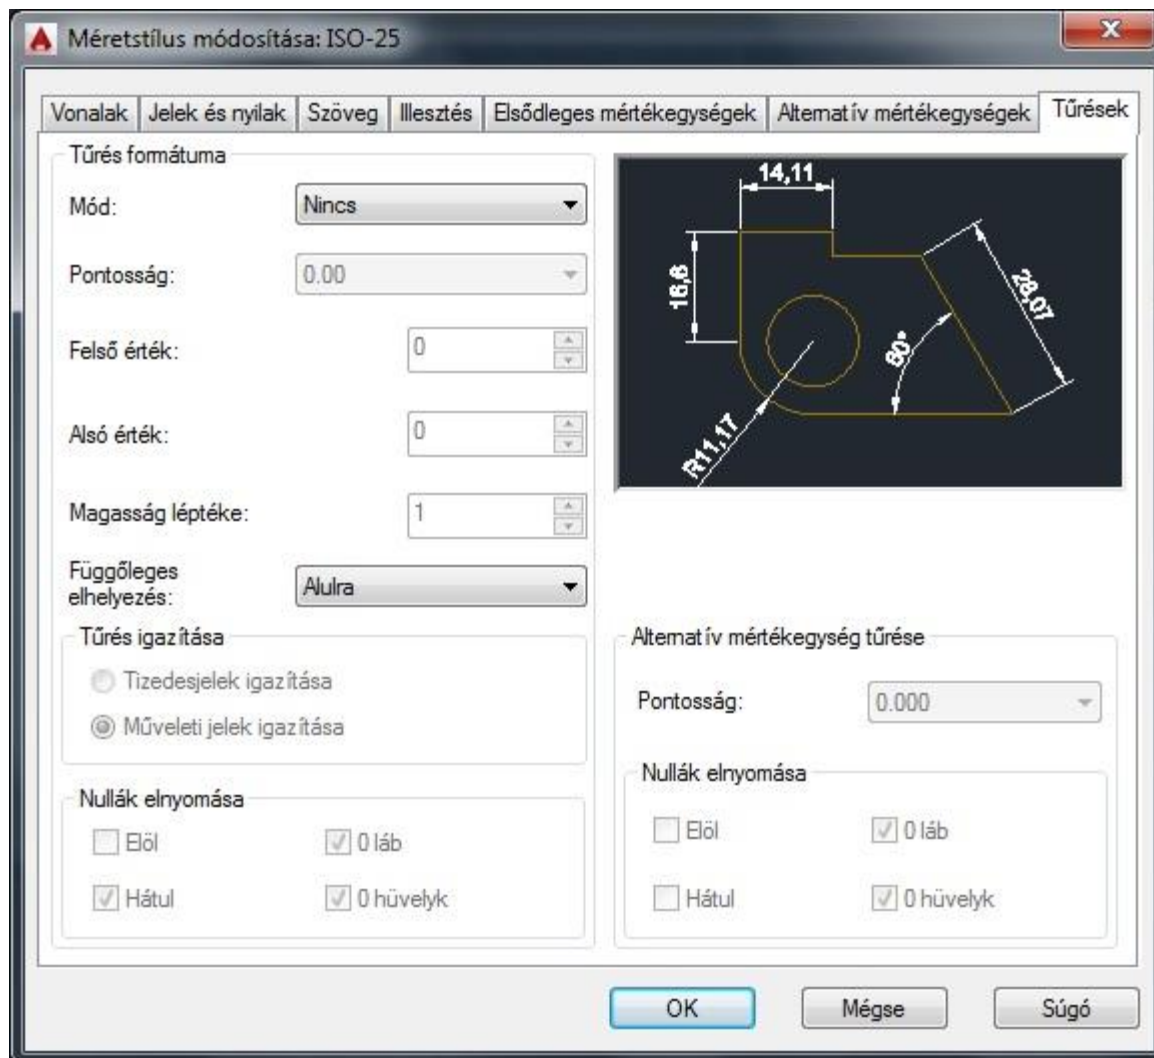 Méretstílus módosítása: ISO-25
Vonalak
Jelek és nyilak
Szöveg
Illesztés
Elsődleges mértékegységek
Alternatív mértékegységek
Tűrések
Tűrés formátuma
Mód:
Nincs
Pontosság:
0.00
Felső érték:
0
Alsó érték:
0
Magasság léptéke:
1
Függőleges
elhelyezés:
Alulra
Tűrés igazítása
Tizedesjelek igazítása
Műveleti jelek igazítása
Nullák elnyomása
Elöl
0 láb
Hátul
0 hüvelyk
14,11
16,6
28,07
60°
R11,17
Alternatív mértékegység tűrése
Pontosság:
0.000
Nullák elnyomása
Elöl
0 láb
Hátul
0 hüvelyk
OK
Mégse
Súgó